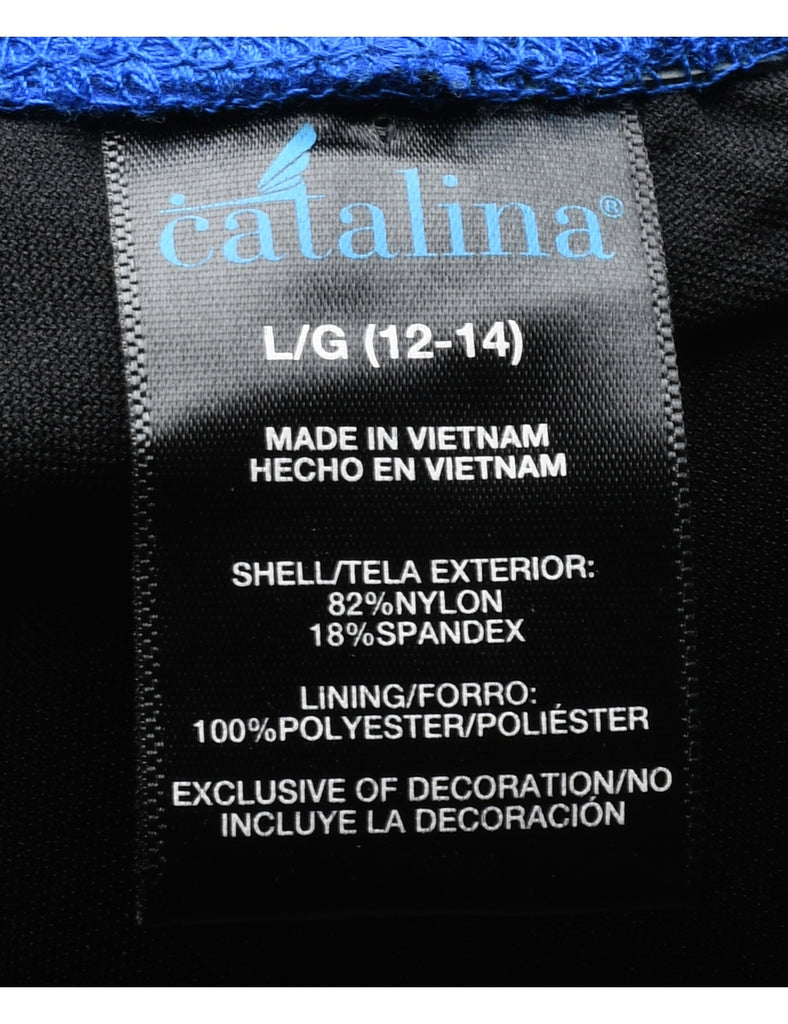 catalina®
L/G (12-14)
MADE IN VIETNAM
HECHO EN VIETNAM
SHELL/TELA EXTERIOR:
82%NYLON
18%SPANDEX
LINING/FORRO:
100%POLYESTER/POLIÉSTER
EXCLUSIVE OF DECORATION/NO
INCLUYE LA DECORACIÓN